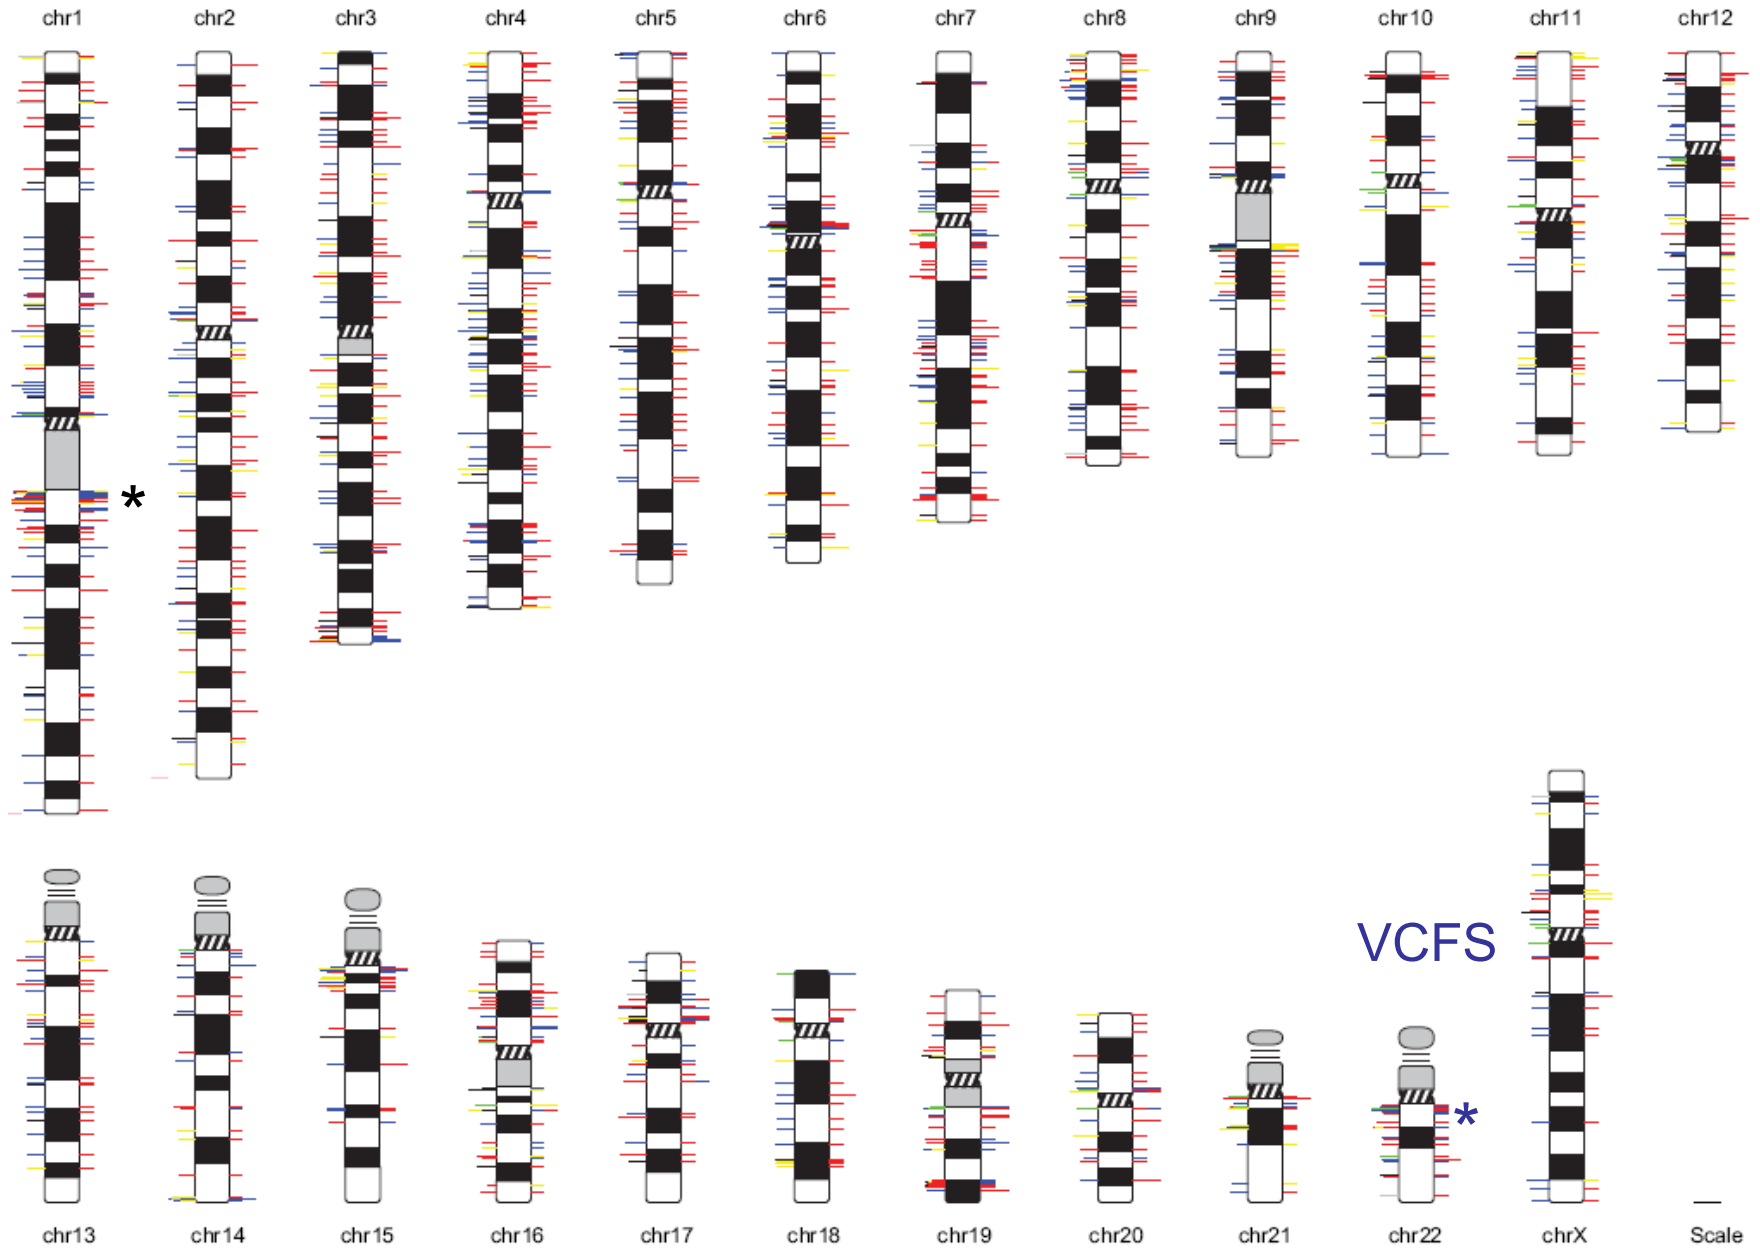 chr1 chr2 chr3 chr4 chr5 chr6 chr7 chr8 chr9 chr10 chr11 chr12
*
VCFS
*
chr13 chr14 chr15 chr16 chr17 chr18 chr19 chr20 chr21 chr22 chrX Scale